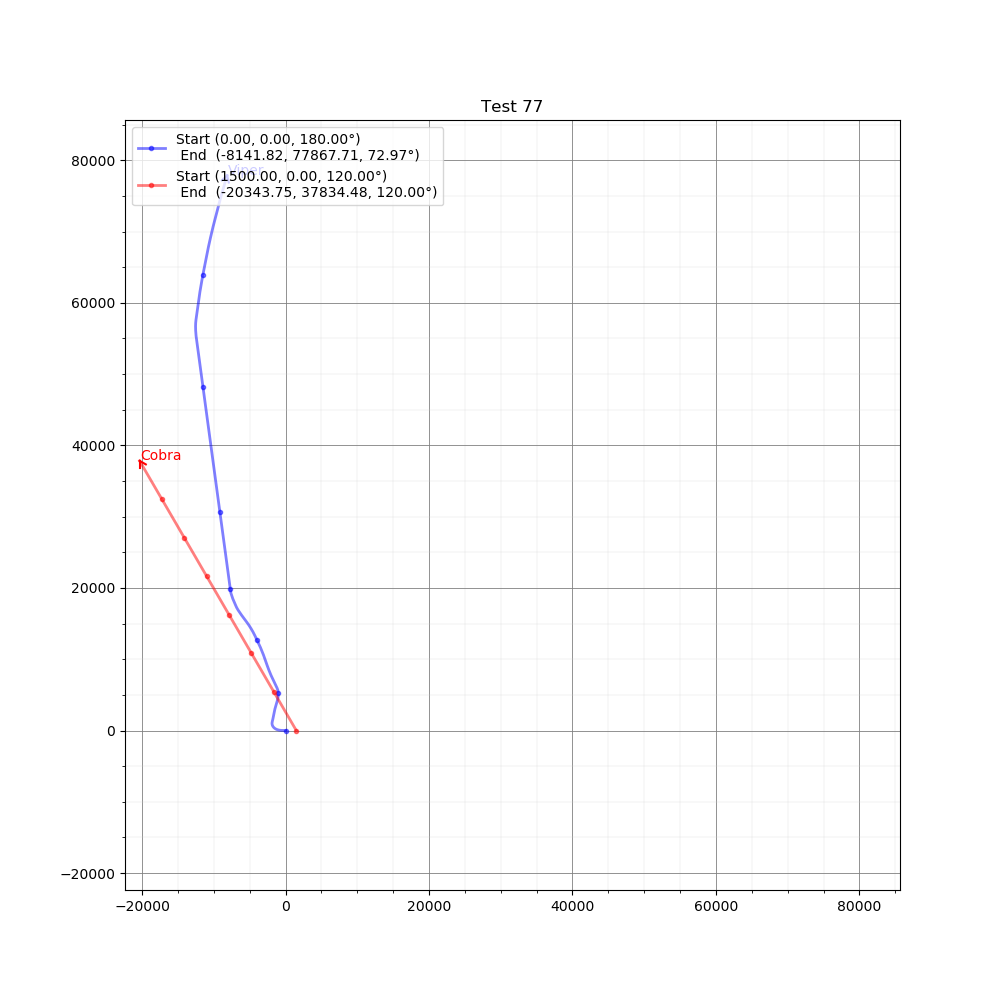 Test 77
Start (0.00, 0.00, 180.00°)
End (-8141.82, 77867.71, 72.97°)
Start (1500.00, 0.00, 120.00°)
End (-20343.75, 37834.48, 120.00°)
Viper
Cobra
80000
60000
40000
20000
0
−20000
−20000 0 20000 40000 60000 80000